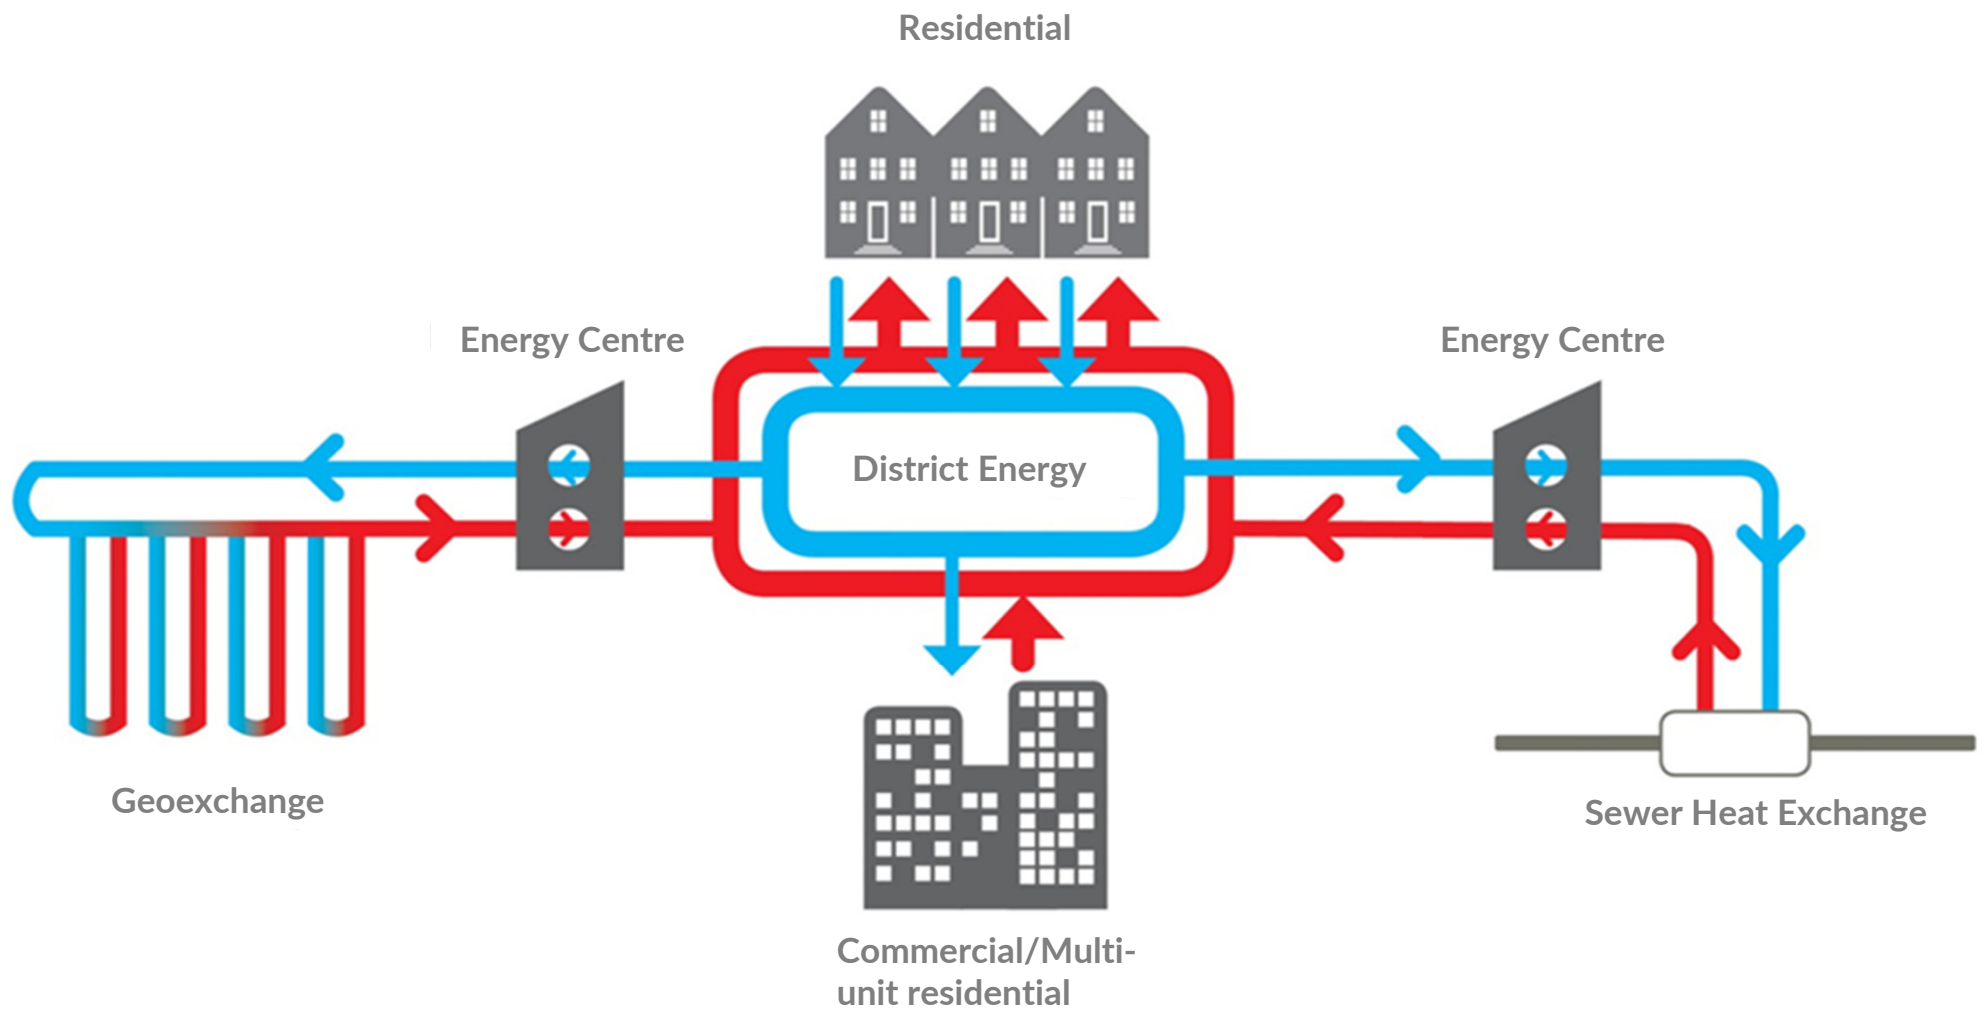 Residential
Energy Centre
Energy Centre
District Energy
Geoexchange
Sewer Heat Exchange
Commercial/Multi-
unit residential